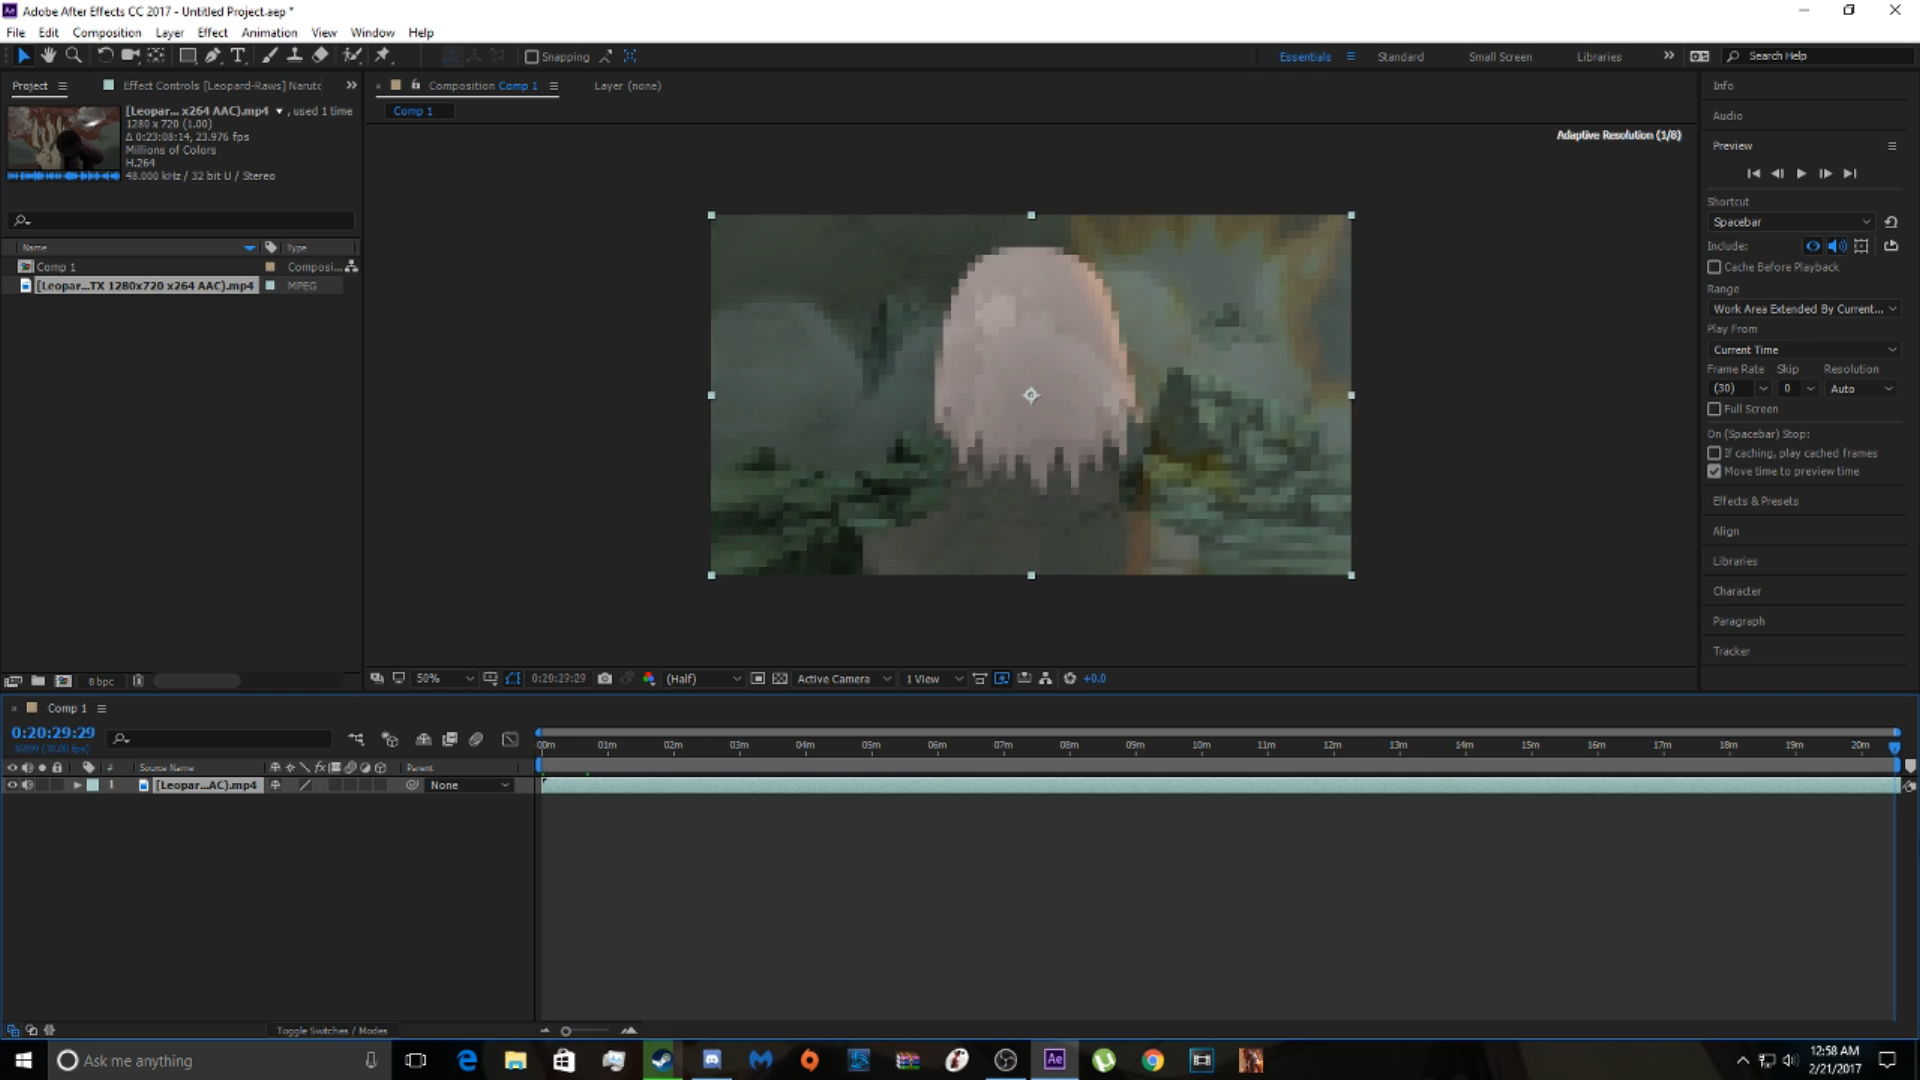 Adobe After Effects CC 2017 - Untitled Project.aep *
File Edit Composition Layer Effect Animation View Window Help
Snapping
Essentials Standard Small Screen Libraries Search Help
Project Effect Controls [Leopard-Raws] Naruto
[Leopar... x264 AAC).mp4 , used 1 time
1280 x 720 (1.00)
Δ 0:23:08:14, 23.976 fps
Millions of Colors
H.264
48.000 kHz / 32 bit U / Stereo
Name Type
Comp 1 Composi...
[Leopar...TX 1280x720 x264 AAC).mp4 MPEG
8 bpc
Composition Comp 1 Layer (none)
Comp 1
Adaptive Resolution (1/8)
50% 0:20:29:29 (Half) Active Camera 1 View +0.0
Info
Audio
Preview
Shortcut
Spacebar
Include:
Cache Before Playback
Range
Work Area Extended By Current...
Play From
Current Time
Frame Rate Skip Resolution
(30) 0 Auto
Full Screen
On (Spacebar) Stop:
If caching, play cached frames
Move time to preview time
Effects & Presets
Align
Libraries
Character
Paragraph
Tracker
Comp 1
0:20:29:29
00m 01m 02m 03m 04m 05m 06m 07m 08m 09m 10m 11m 12m 13m 14m 15m 16m 17m 18m 19m 20m
# Source Name fx Parent
1 [Leopar...AC).mp4 None
Toggle Switches / Modes
Ask me anything
Ae
12:58 AM
2/21/2017